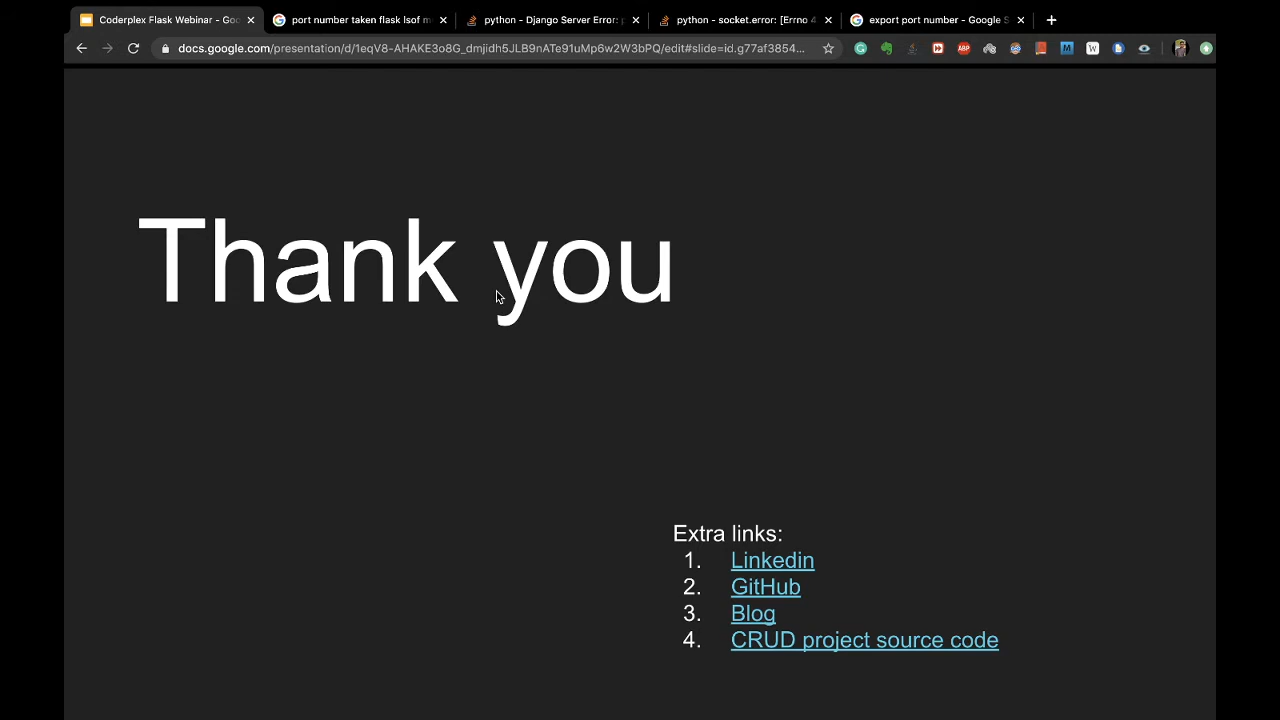 Coderplex Flask Webinar - Goo
port number taken flask lsof m
python - Django Server Error: p
python - socket.error: [Errno 4
export port number - Google S
docs.google.com/presentation/d/1eqV8-AHAKE3o8G_dmjidh5JLB9nATe91uMp6w2W3bPQ/edit#slide=id.g77af3854...
Thank you
Extra links:
1. Linkedin
2. GitHub
3. Blog
4. CRUD project source code